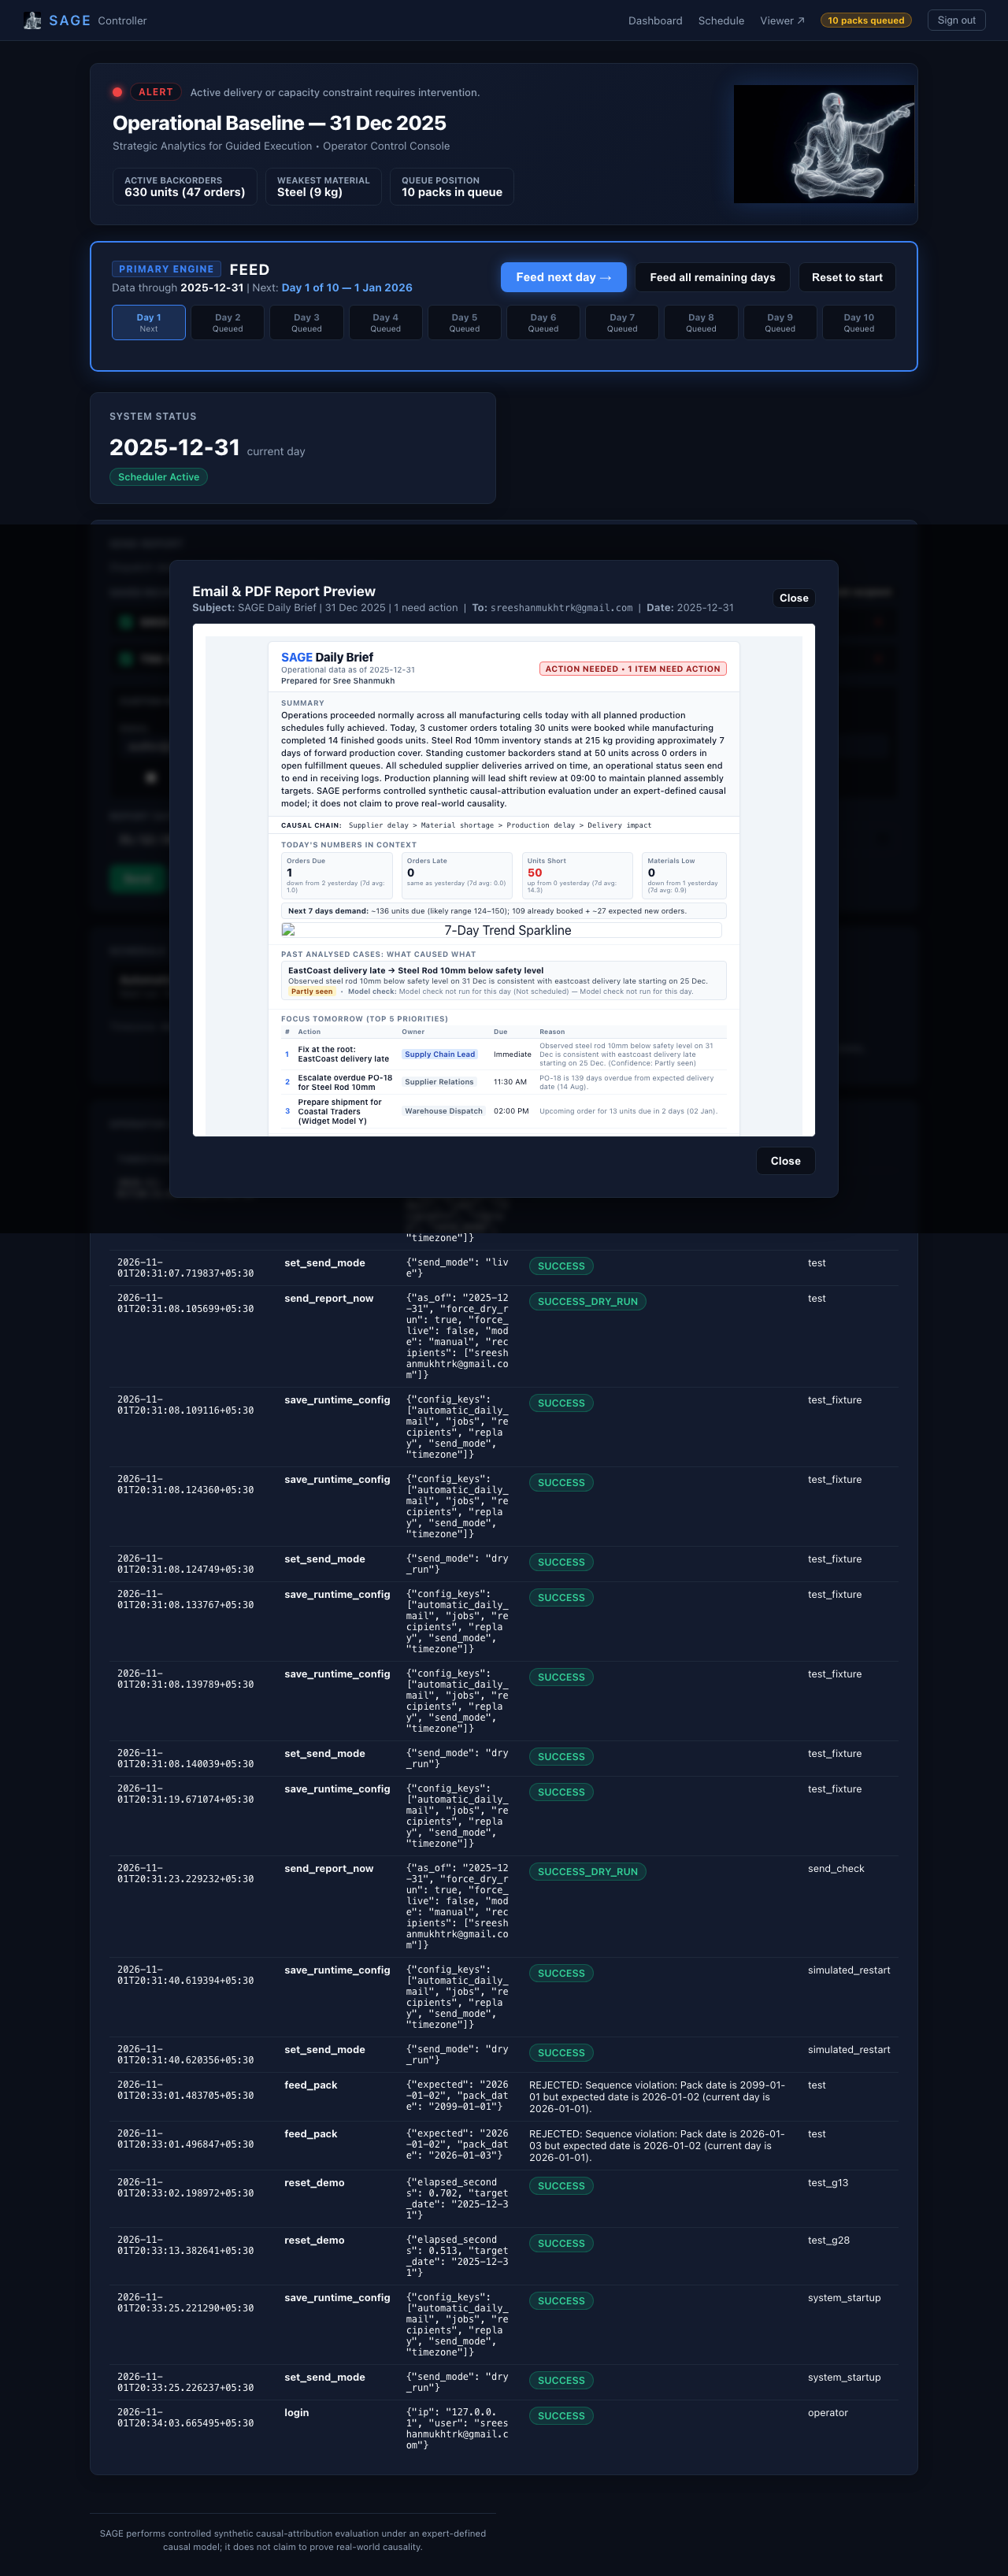 SAGE Controller
Dashboard Schedule Viewer ↗ 10 packs queued Sign out
ALERT Active delivery or capacity constraint requires intervention.
Operational Baseline — 31 Dec 2025
Strategic Analytics for Guided Execution • Operator Control Console
ACTIVE BACKORDERS
630 units (47 orders)
WEAKEST MATERIAL
Steel (9 kg)
QUEUE POSITION
10 packs in queue
PRIMARY ENGINE FEED
Data through 2025-12-31 | Next: Day 1 of 10 — 1 Jan 2026
Feed next day → Feed all remaining days Reset to start
Day 1 Day 2 Day 3 Day 4 Day 5 Day 6 Day 7 Day 8 Day 9 Day 10
Next Queued Queued Queued Queued Queued Queued Queued Queued Queued
SYSTEM STATUS
2025-12-31 current day
Scheduler Active
Email & PDF Report Preview
Subject: SAGE Daily Brief | 31 Dec 2025 | 1 need action | To: sreeshanmukhtrk@gmail.com | Date: 2025-12-31
Close
SAGE Daily Brief
Operational data as of 2025-12-31
Prepared for Sree Shanmukh
ACTION NEEDED • 1 ITEM NEED ACTION
SUMMARY
Operations proceeded normally across all manufacturing cells today with all planned production
schedules fully achieved. Today, 3 customer orders totaling 30 units were booked while manufacturing
completed 14 finished goods units. Steel Rod 10mm inventory stands at 215 kg providing approximately 7
days of forward production cover. Standing customer backorders stand at 50 units across 0 orders in
open fulfillment queues. All scheduled supplier deliveries arrived on time, an operational status seen end
to end in receiving logs. Production planning will lead shift review at 09:00 to maintain planned assembly
targets. SAGE performs controlled synthetic causal-attribution evaluation under an expert-defined causal
model; it does not claim to prove real-world causality.
CAUSAL CHAIN: Supplier delay > Material shortage > Production delay > Delivery impact
TODAY'S NUMBERS IN CONTEXT
Orders Due
1
down from 2 yesterday (7d avg:
1.0)
Orders Late
0
same as yesterday (7d avg: 0.0)
Units Short
50
up from 0 yesterday (7d avg:
14.3)
Materials Low
0
down from 1 yesterday
(7d avg: 0.9)
Next 7 days demand: ~136 units due (likely range 124–150); 109 already booked + ~27 expected new orders.
7-Day Trend Sparkline
PAST ANALYSED CASES: WHAT CAUSED WHAT
EastCoast delivery late → Steel Rod 10mm below safety level
Observed steel rod 10mm below safety level on 31 Dec is consistent with eastcoast delivery late starting on 25 Dec.
Partly seen • Model check: Model check not run for this day (Not scheduled) — Model check not run for this day.
FOCUS TOMORROW (TOP 5 PRIORITIES)
# Action Owner Due Reason
1 Fix at the root: EastCoast delivery late Supply Chain Lead Immediate Observed steel rod 10mm below safety level on 31 Dec is consistent with eastcoast delivery late starting on 25 Dec. (Confidence: Partly seen)
2 Escalate overdue PO-18 for Steel Rod 10mm Supplier Relations 11:30 AM PO-18 is 139 days overdue from expected delivery date (14 Aug).
3 Prepare shipment for Coastal Traders (Widget Model Y) Warehouse Dispatch 02:00 PM Upcoming order for 13 units due in 2 days (02 Jan).
Close
"timezone"]}
2026-11-01T20:31:07.719837+05:30 set_send_mode {"send_mode": "live"} SUCCESS test
2026-11-01T20:31:08.105699+05:30 send_report_now {"as_of": "2025-12-31", "force_dry_run": true, "force_live": false, "mode": "manual", "recipients": ["sreeshanmukhtrk@gmail.com"]} SUCCESS_DRY_RUN test
2026-11-01T20:31:08.109116+05:30 save_runtime_config {"config_keys": ["automatic_daily_mail", "jobs", "recipients", "replay", "send_mode", "timezone"]} SUCCESS test_fixture
2026-11-01T20:31:08.124360+05:30 save_runtime_config {"config_keys": ["automatic_daily_mail", "jobs", "recipients", "replay", "send_mode", "timezone"]} SUCCESS test_fixture
2026-11-01T20:31:08.124749+05:30 set_send_mode {"send_mode": "dry_run"} SUCCESS test_fixture
2026-11-01T20:31:08.133767+05:30 save_runtime_config {"config_keys": ["automatic_daily_mail", "jobs", "recipients", "replay", "send_mode", "timezone"]} SUCCESS test_fixture
2026-11-01T20:31:08.139789+05:30 save_runtime_config {"config_keys": ["automatic_daily_mail", "jobs", "recipients", "replay", "send_mode", "timezone"]} SUCCESS test_fixture
2026-11-01T20:31:08.140039+05:30 set_send_mode {"send_mode": "dry_run"} SUCCESS test_fixture
2026-11-01T20:31:19.671074+05:30 save_runtime_config {"config_keys": ["automatic_daily_mail", "jobs", "recipients", "replay", "send_mode", "timezone"]} SUCCESS test_fixture
2026-11-01T20:31:23.229232+05:30 send_report_now {"as_of": "2025-12-31", "force_dry_run": true, "force_live": false, "mode": "manual", "recipients": ["sreeshanmukhtrk@gmail.com"]} SUCCESS_DRY_RUN send_check
2026-11-01T20:31:40.619394+05:30 save_runtime_config {"config_keys": ["automatic_daily_mail", "jobs", "recipients", "replay", "send_mode", "timezone"]} SUCCESS simulated_restart
2026-11-01T20:31:40.620356+05:30 set_send_mode {"send_mode": "dry_run"} SUCCESS simulated_restart
2026-11-01T20:33:01.483705+05:30 feed_pack {"expected": "2026-01-02", "pack_date": "2099-01-01"} REJECTED: Sequence violation: Pack date is 2099-01-01 but expected date is 2026-01-02 (current day is 2026-01-01). test
2026-11-01T20:33:01.496847+05:30 feed_pack {"expected": "2026-01-02", "pack_date": "2026-01-03"} REJECTED: Sequence violation: Pack date is 2026-01-03 but expected date is 2026-01-02 (current day is 2026-01-01). test
2026-11-01T20:33:02.198972+05:30 reset_demo {"elapsed_seconds": 0.702, "target_date": "2025-12-31"} SUCCESS test_g13
2026-11-01T20:33:13.382641+05:30 reset_demo {"elapsed_seconds": 0.513, "target_date": "2025-12-31"} SUCCESS test_g28
2026-11-01T20:33:25.221290+05:30 save_runtime_config {"config_keys": ["automatic_daily_mail", "jobs", "recipients", "replay", "send_mode", "timezone"]} SUCCESS system_startup
2026-11-01T20:33:25.226237+05:30 set_send_mode {"send_mode": "dry_run"} SUCCESS system_startup
2026-11-01T20:34:03.665495+05:30 login {"ip": "127.0.0.1", "user": "sreeshanmukhtrk@gmail.com"} SUCCESS operator
SAGE performs controlled synthetic causal-attribution evaluation under an expert-defined
causal model; it does not claim to prove real-world causality.